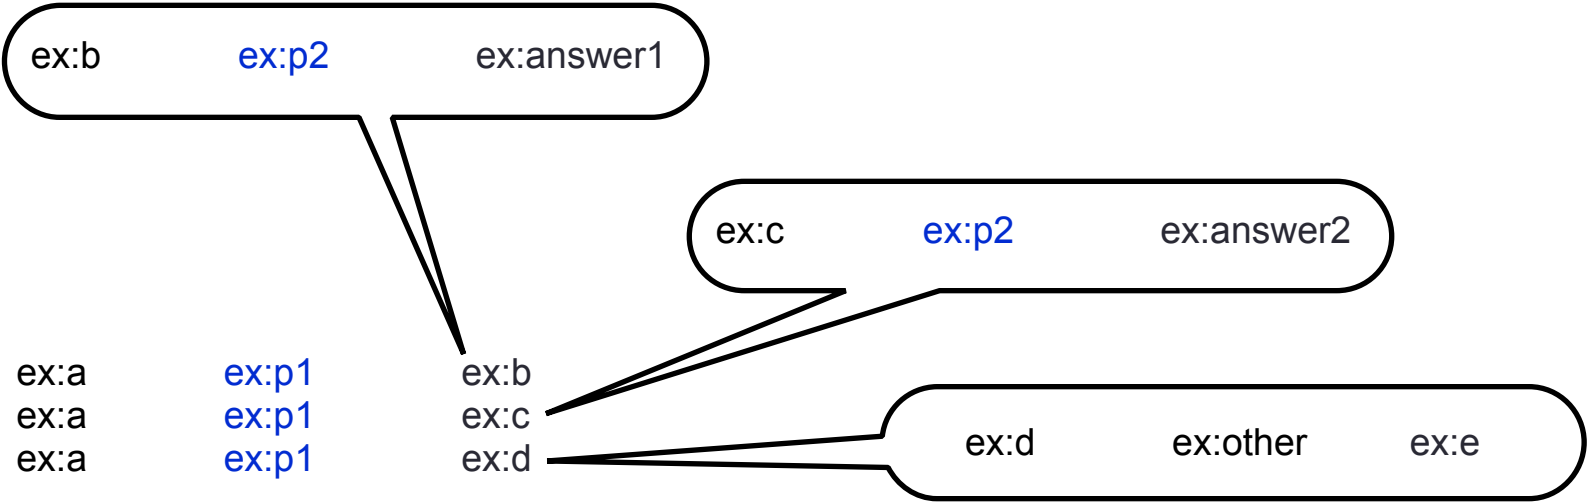 ex:b ex:p2 ex:answer1
ex:c ex:p2 ex:answer2
ex:a ex:p1 ex:b
ex:a ex:p1 ex:c
ex:a ex:p1 ex:d
ex:d ex:other ex:e